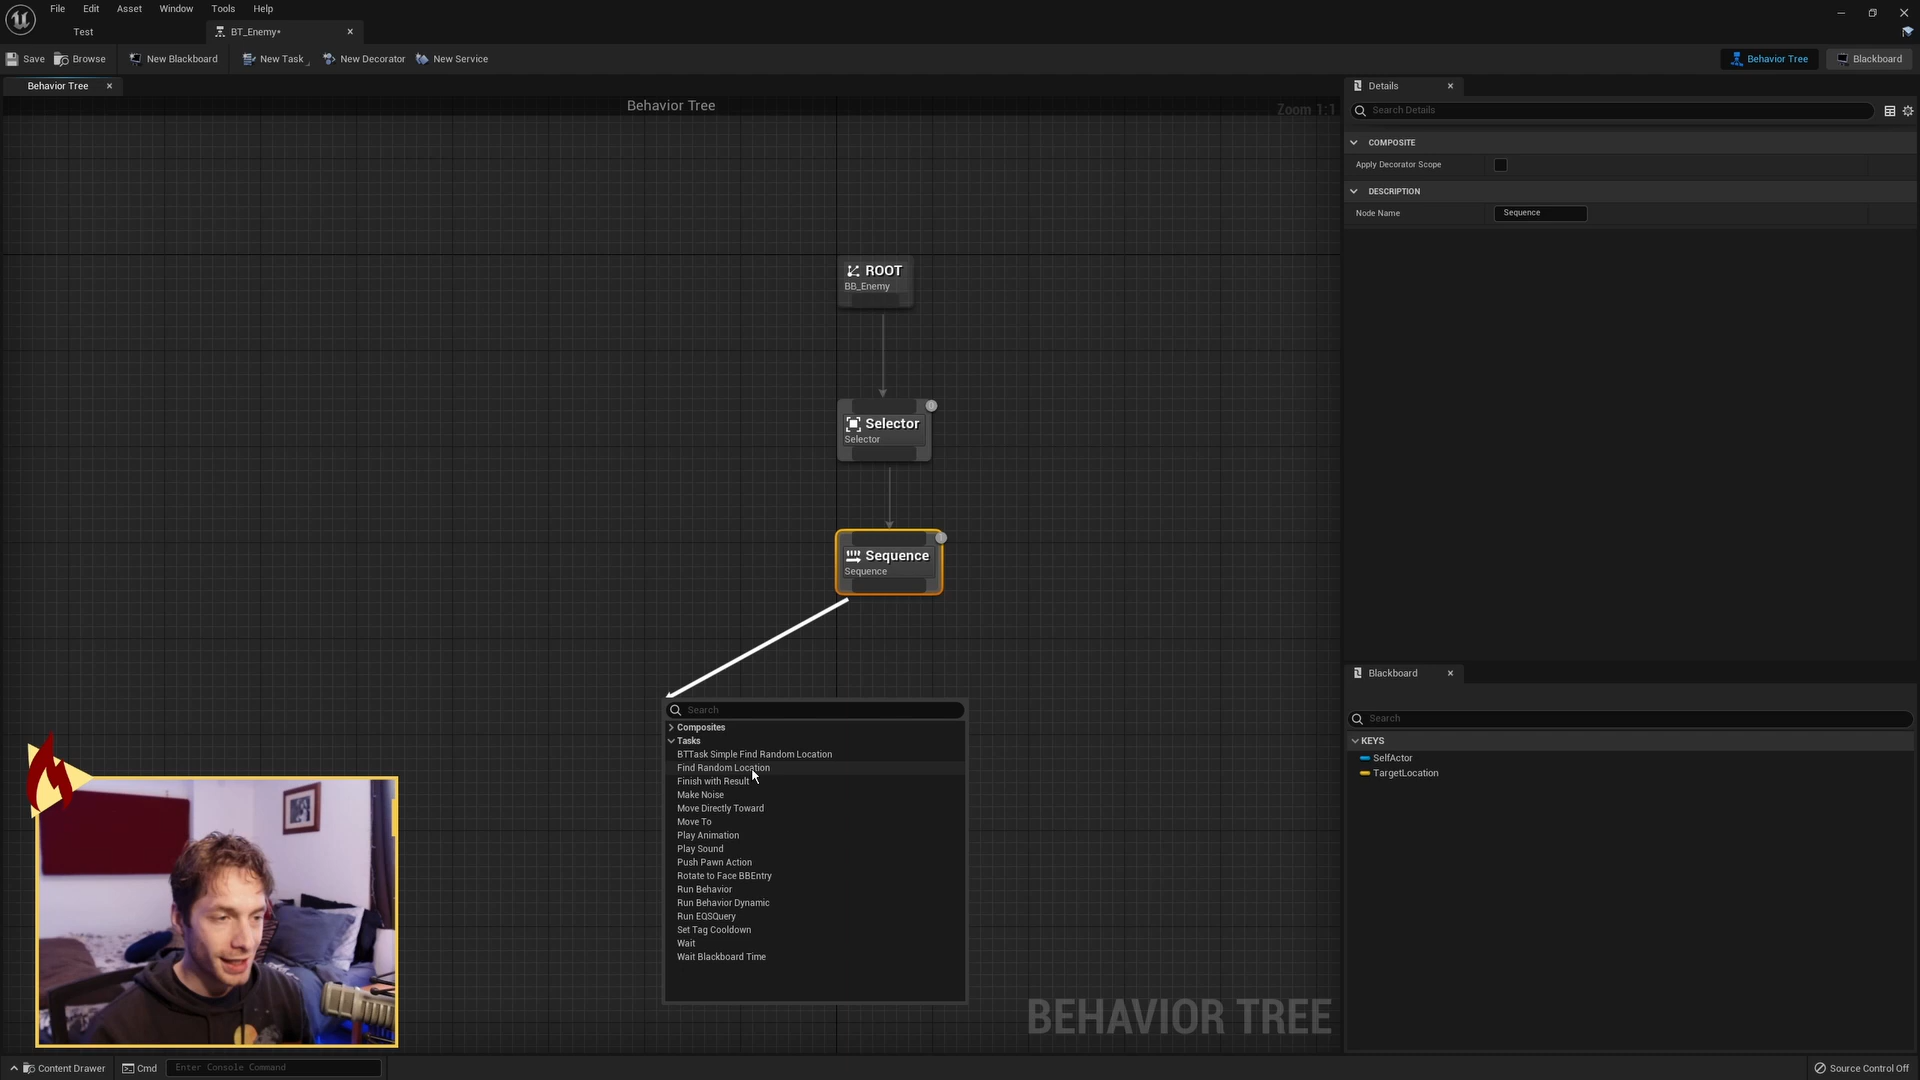 File Edit Asset Window Tools Help
Test
BT_Enemy*
Save Browse New Blackboard New Task New Decorator New Service
Behavior Tree Blackboard
Behavior Tree
Behavior Tree
Zoom 1:1
ROOT
BB_Enemy
Selector
Selector
Sequence
Sequence
Search
Composites
Tasks
BTTask Simple Find Random Location
Find Random Location
Finish with Result
Make Noise
Move Directly Toward
Move To
Play Animation
Play Sound
Push Pawn Action
Rotate to Face BBEntry
Run Behavior
Run Behavior Dynamic
Run EQSQuery
Set Tag Cooldown
Wait
Wait Blackboard Time
BEHAVIOR TREE
Details
Search Details
COMPOSITE
Apply Decorator Scope
DESCRIPTION
Node Name Sequence
Blackboard
Search
KEYS
SelfActor
TargetLocation
Content Drawer Cmd Enter Console Command
Source Control Off